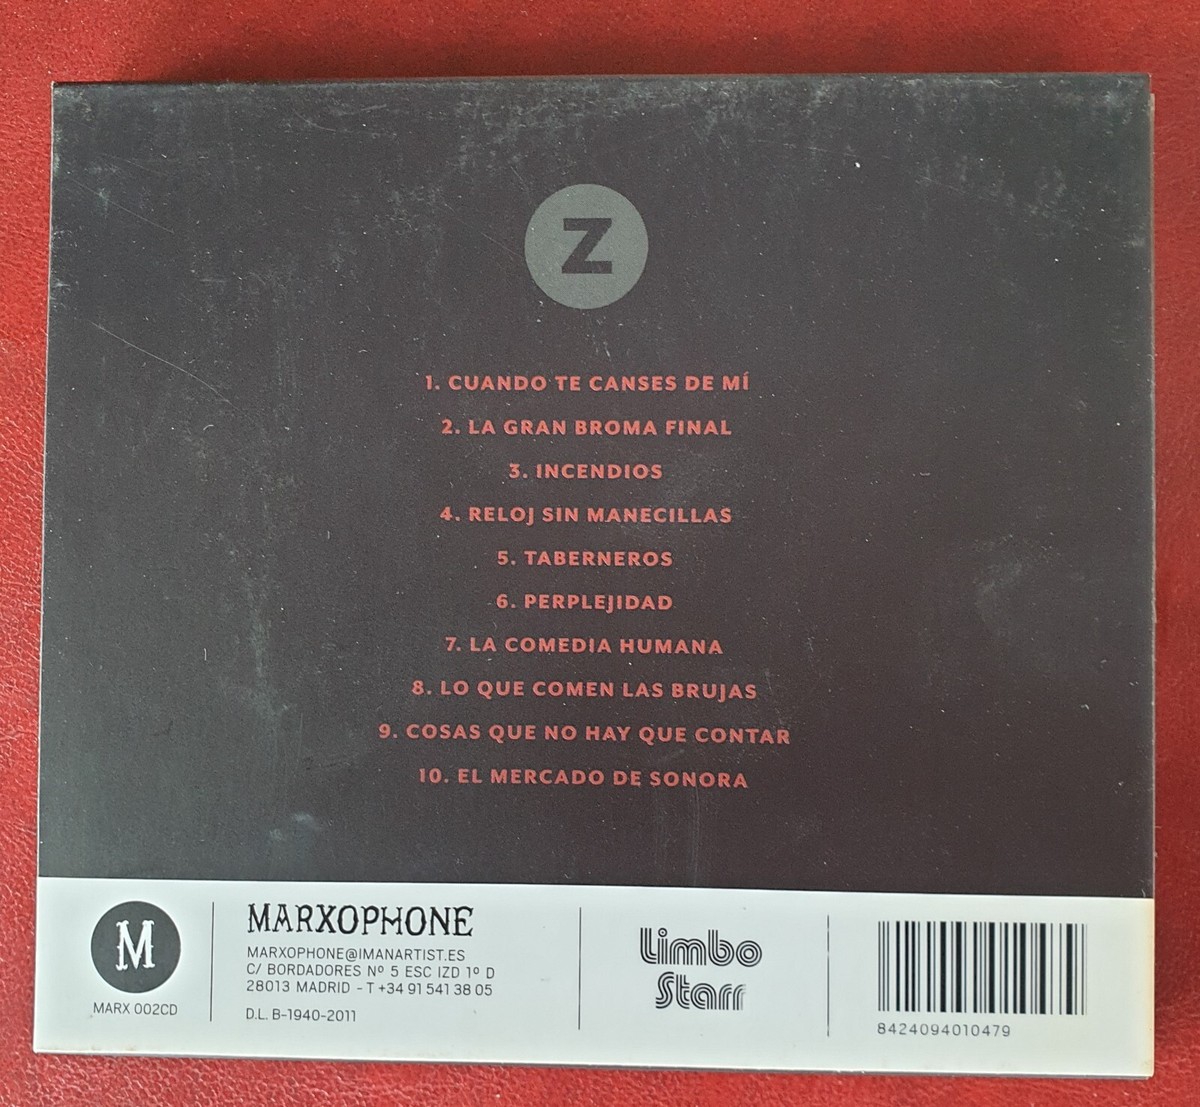 Z
1. CUANDO TE CANSES DE MÍ
2. LA GRAN BROMA FINAL
3. INCENDIOS
4. RELOJ SIN MANECILLAS
5. TABERNEROS
6. PERPLEJIDAD
7. LA COMEDIA HUMANA
8. LO QUE COMEN LAS BRUJAS
9. COSAS QUE NO HAY QUE CONTAR
10. EL MERCADO DE SONORA
M
MARX 002CD
MARXOPHONE
MARXOPHONE@IMANARTIST.ES
C/ BORDADORES Nº 5 ESC IZD 1º D
28013 MADRID - T +34 91 541 38 05
D.L. B-1940-2011
Limbo
Starr
8424094010479